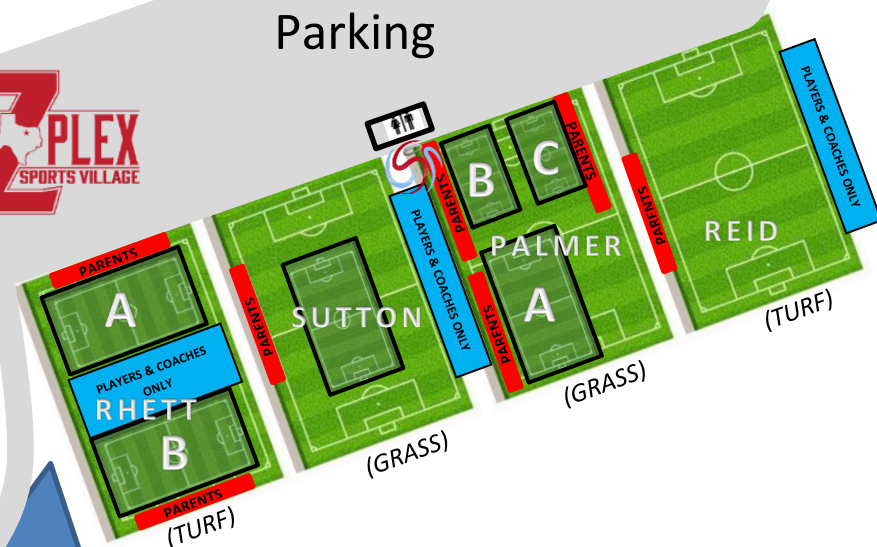 Parking
Z PLEX
SPORTS VILLAGE
PARENTS
A
PLAYERS & COACHES
ONLY
RHETT
B
PARENTS
(TURF)
PARENTS
SUTTON
PLAYERS & COACHES ONLY
(GRASS)
PARENTS
B
C
PARENTS
PALMER
PARENTS
A
(GRASS)
PARENTS
REID
PLAYERS & COACHES ONLY
(TURF)